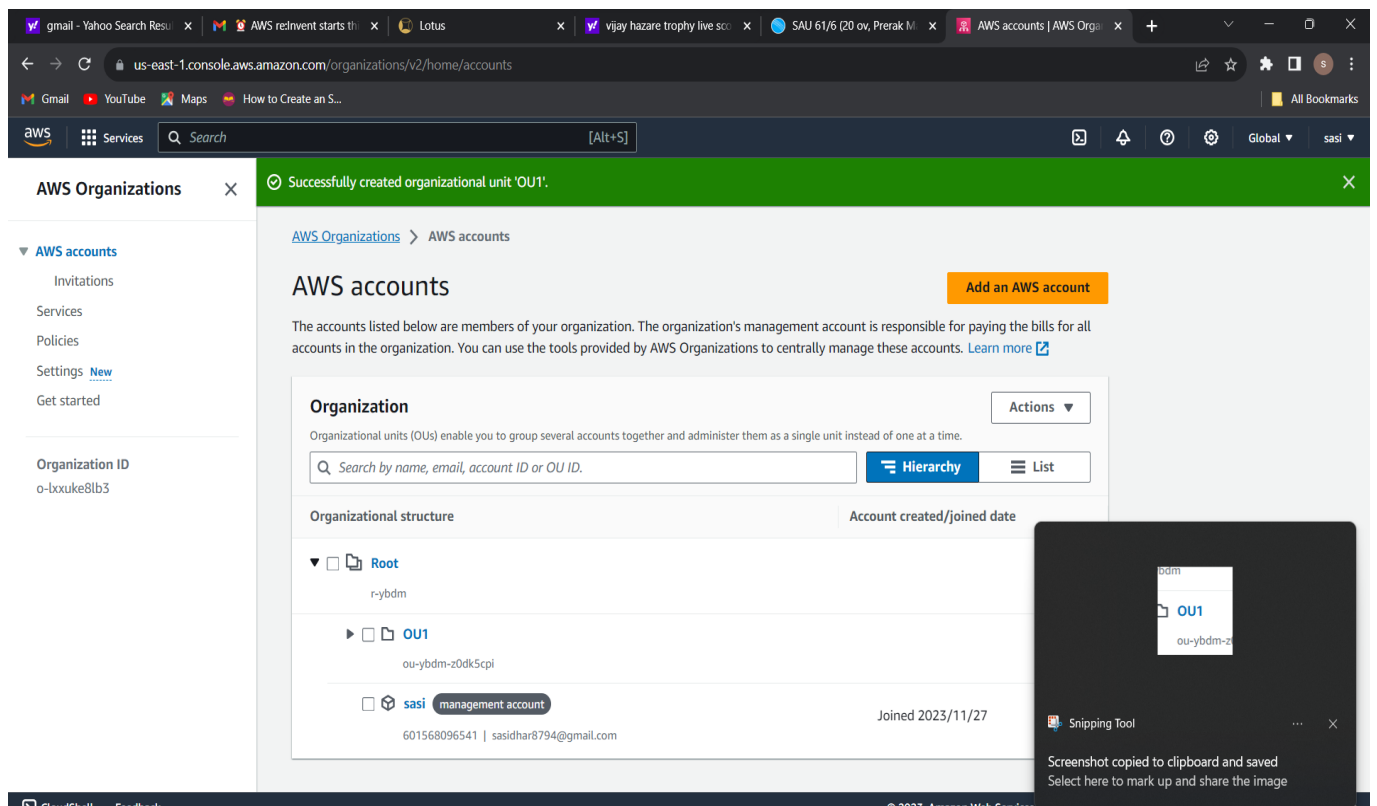 gmail - Yahoo Search Resul
AWS re:Invent starts thi
Lotus
vijay hazare trophy live sco
SAU 61/6 (20 ov, Prerak M
AWS accounts | AWS Orga
us-east-1.console.aws.amazon.com/organizations/v2/home/accounts
s
Gmail
YouTube
Maps
How to Create an S...
All Bookmarks
aws
Services
Search
[Alt+S]
Global
sasi
AWS Organizations
Successfully created organizational unit 'OU1'.
AWS accounts
Invitations
Services
Policies
Settings New
Get started
Organization ID
o-lxxuke8lb3
AWS Organizations > AWS accounts
AWS accounts
Add an AWS account
The accounts listed below are members of your organization. The organization's management account is responsible for paying the bills for all
accounts in the organization. You can use the tools provided by AWS Organizations to centrally manage these accounts. Learn more
Organization
Actions
Organizational units (OUs) enable you to group several accounts together and administer them as a single unit instead of one at a time.
Search by name, email, account ID or OU ID.
Hierarchy
List
Organizational structure
Account created/joined date
Root
r-ybdm
OU1
ou-ybdm-z0dk5cpi
sasi management account
601568096541 | sasidhar8794@gmail.com
Joined 2023/11/27
bdm
OU1
ou-ybdm-z
Snipping Tool
Screenshot copied to clipboard and saved
Select here to mark up and share the image
CloudShell
Feedback
© 2023, Amazon Web Services